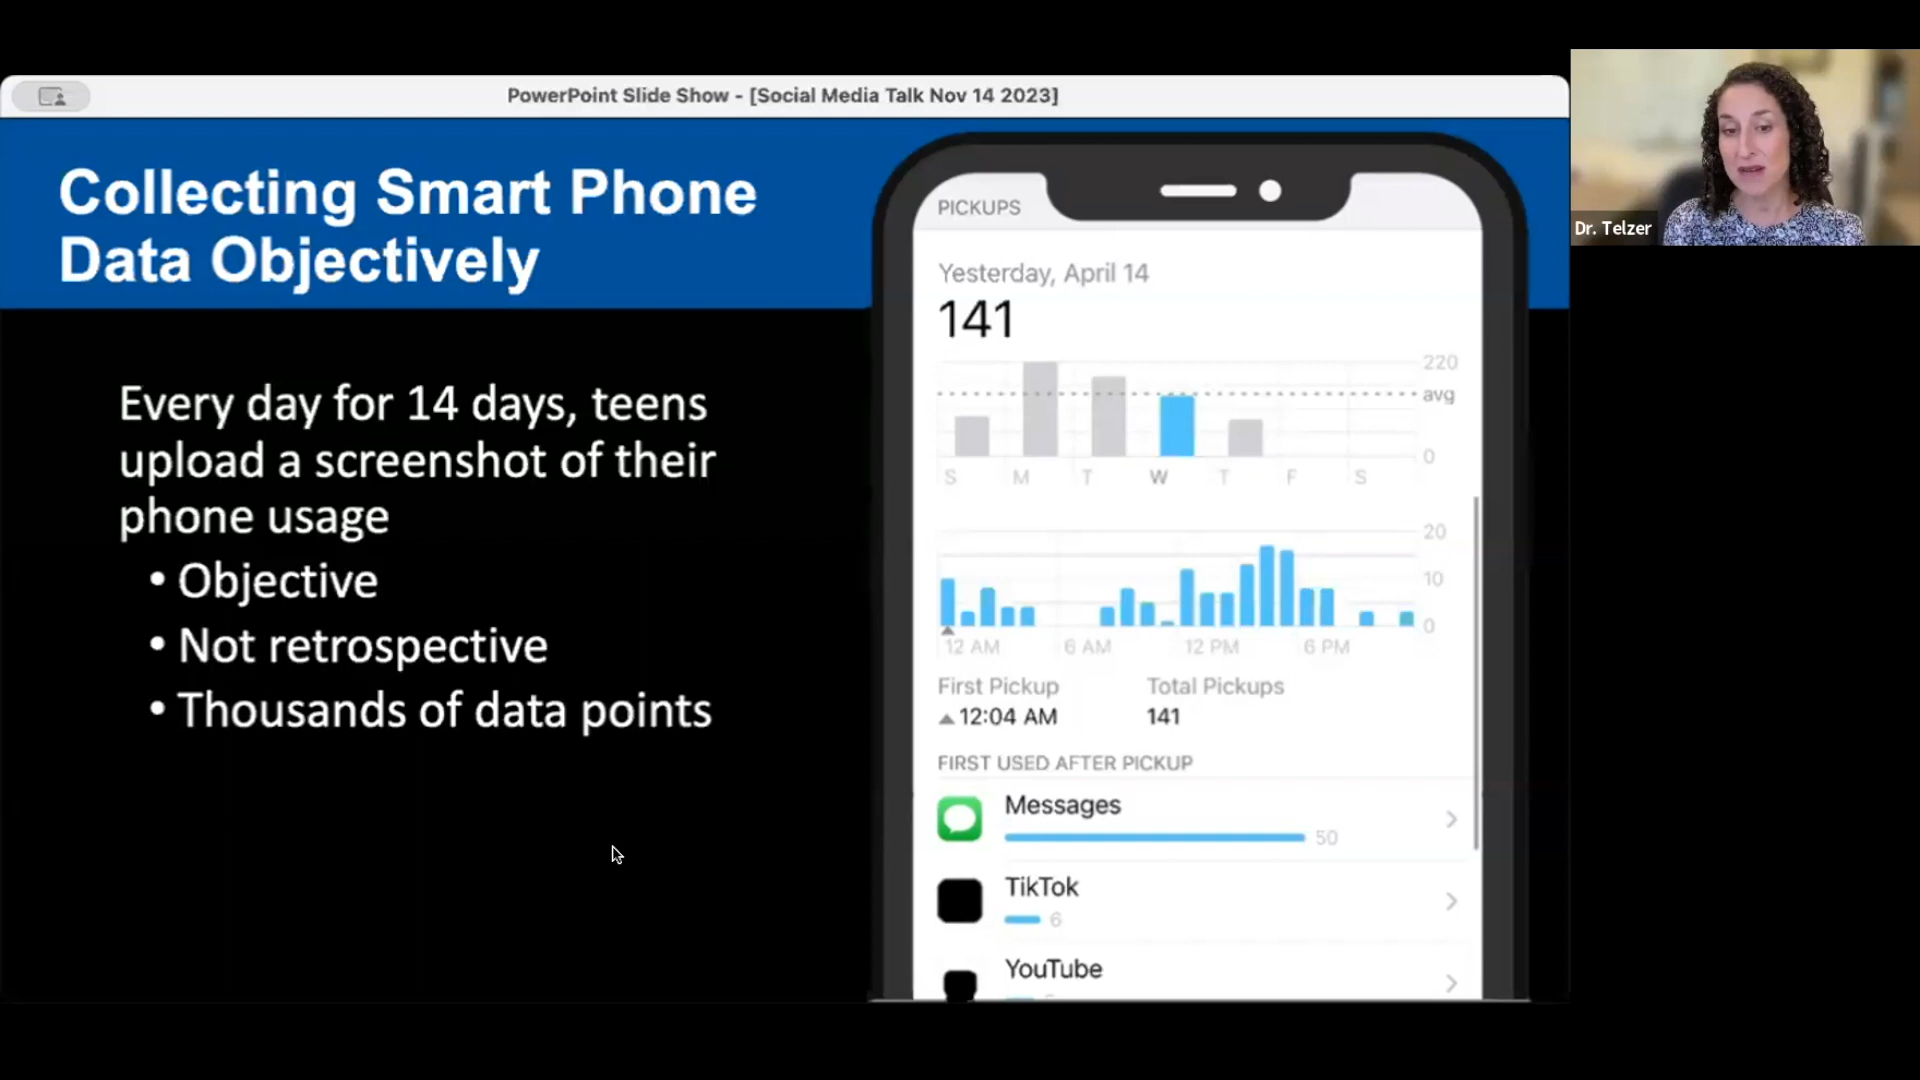 PowerPoint Slide Show - [Social Media Talk Nov 14 2023]
Collecting Smart Phone
Data Objectively
Every day for 14 days, teens
upload a screenshot of their
phone usage
• Objective
• Not retrospective
• Thousands of data points
PICKUPS
Yesterday, April 14
141
220
avg
0
S M T W T F S
20
10
0
12 AM 6 AM 12 PM 6 PM
First Pickup Total Pickups
12:04 AM 141
FIRST USED AFTER PICKUP
Messages
50
TikTok
6
YouTube
Dr. Telzer